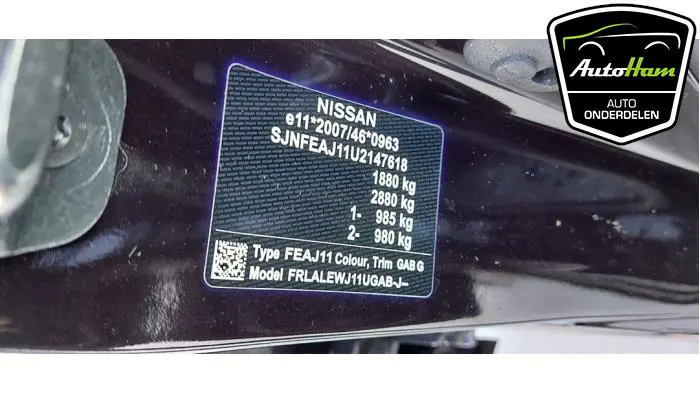 NISSAN
e11*2007/46*0963
SJNFEAJ11U2147618
1880 kg
2880 kg
1- 985 kg
2- 980 kg
Type FEAJ11 Colour, Trim GAB G
Model FRLALEWJ11UGAB-J--
AutoHam
AUTO
ONDERDELEN